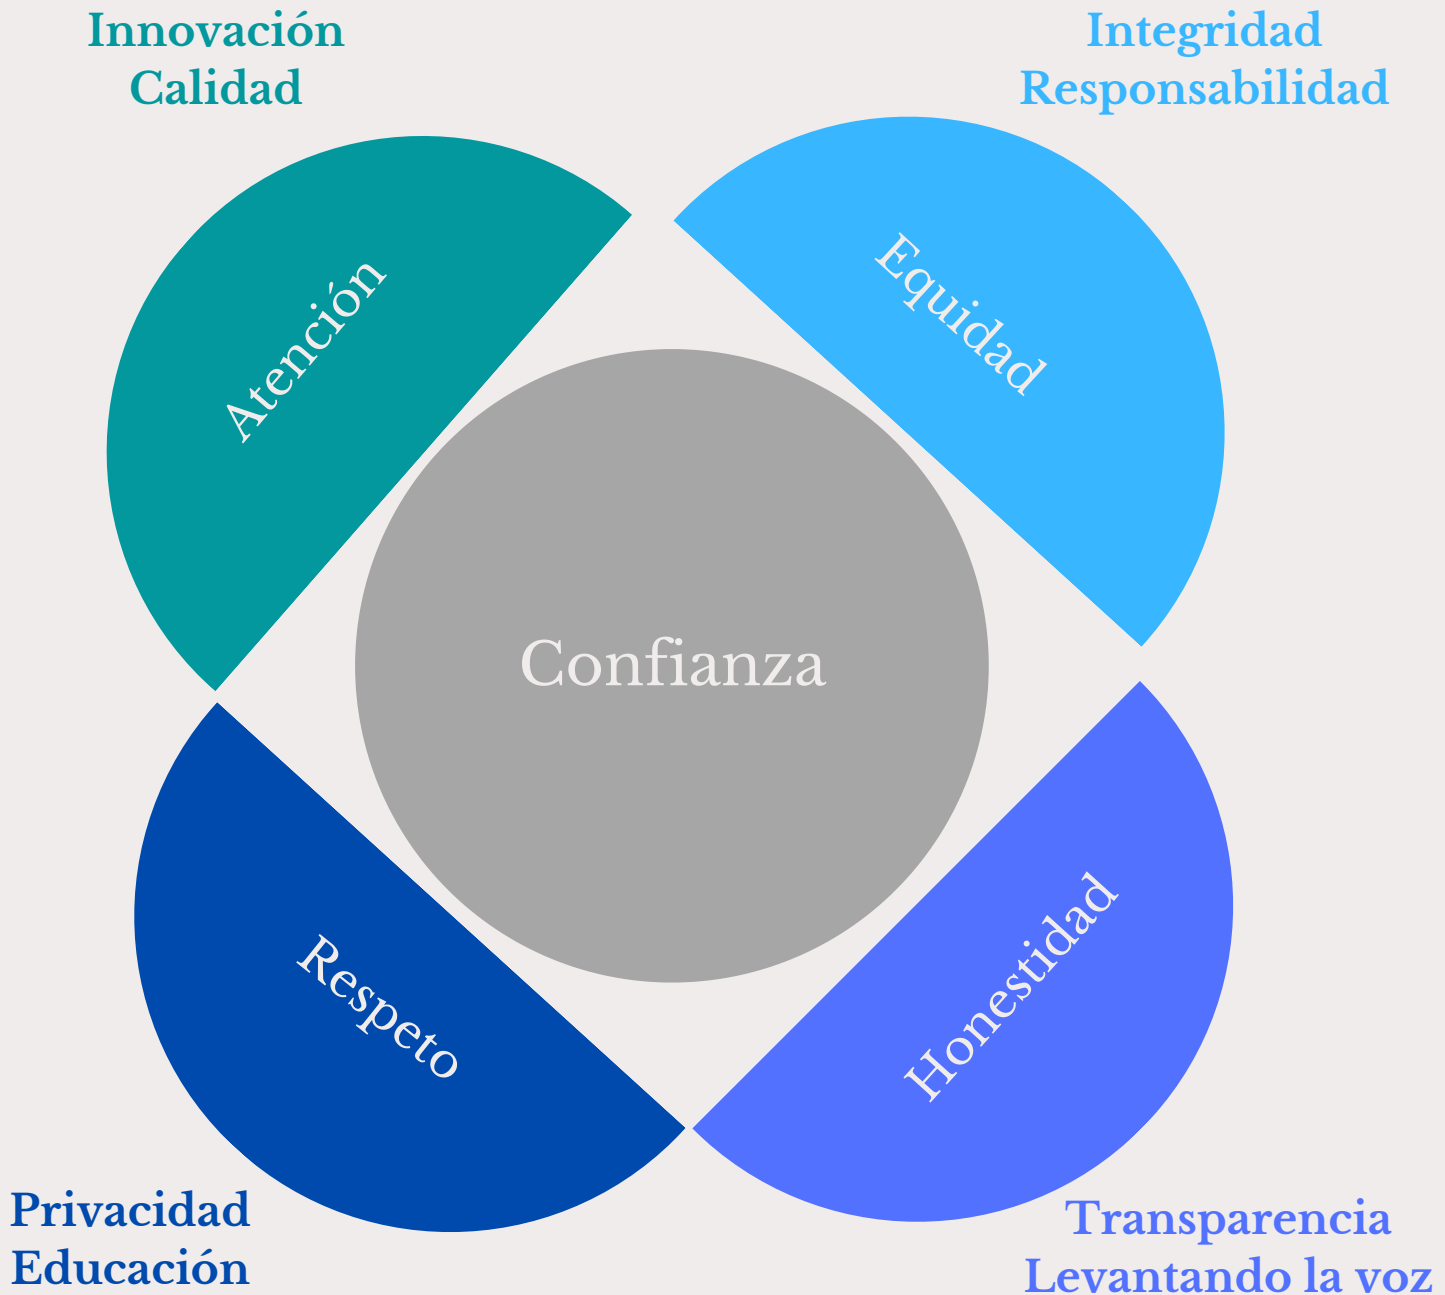 Innovación
Calidad
Integridad
Responsabilidad
Atención
Equidad
Confianza
Respeto
Honestidad
Privacidad
Educación
Transparencia
Levantando la voz